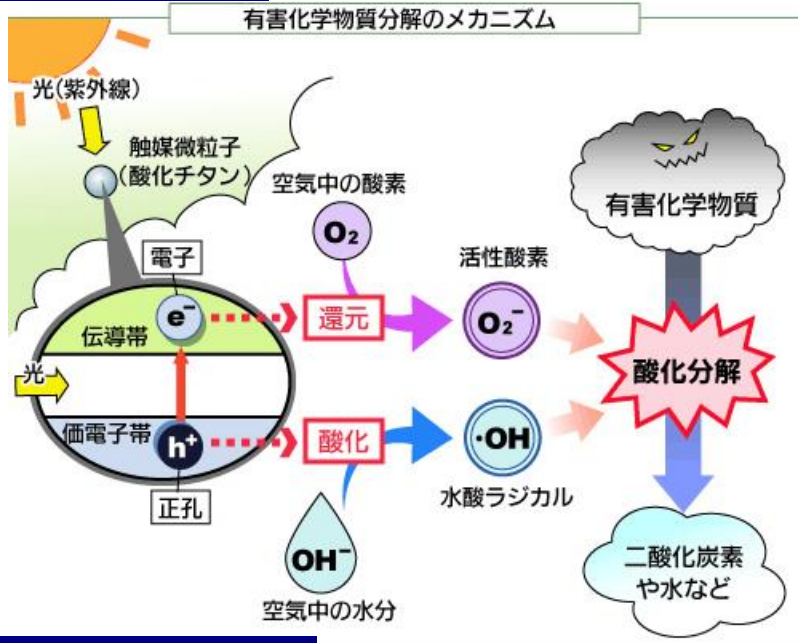 有害化学物質分解のメカニズム
光(紫外線)
触媒微粒子
(酸化チタン)
空気中の酸素
O₂
有害化学物質
電子
e⁻
還元
活性酸素
O₂⁻
伝導帯
光
酸化分解
価電子帯
h⁺
酸化
・OH
正孔
水酸ラジカル
OH⁻
空気中の水分
二酸化炭素
や水など